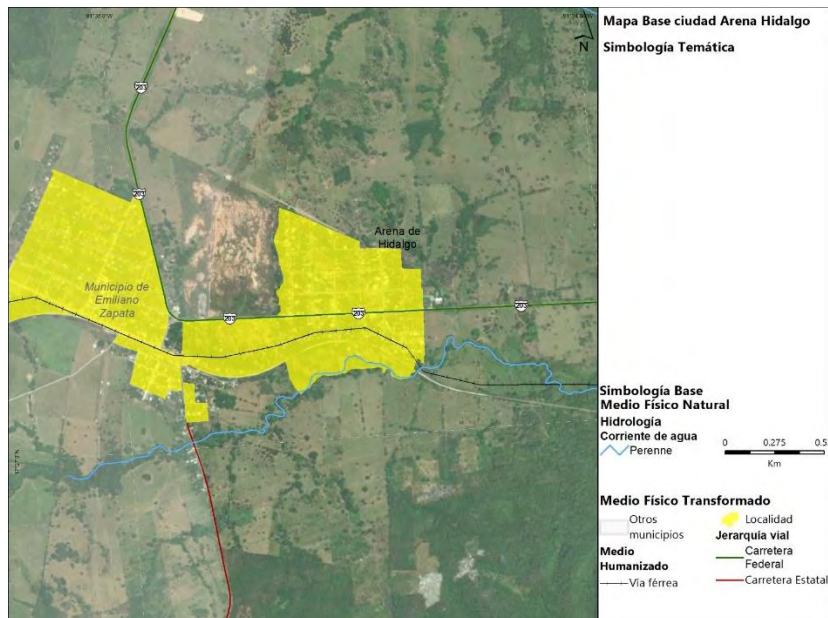 Mapa Base ciudad Arena Hidalgo
Simbología Temática
N
203
203
Arena de
Hidalgo
Municipio de
Emiliano
Zapata
203
203
203
Simbología Base
Medio Físico Natural
Hidrología
Corriente de agua
Perenne
0 0.275 0.55
Km
Medio Físico Transformado
Otros
municipios
Localidad
Medio
Humanizado
Vía férrea
Jerarquía vial
Carretera
Federal
Carretera Estatal